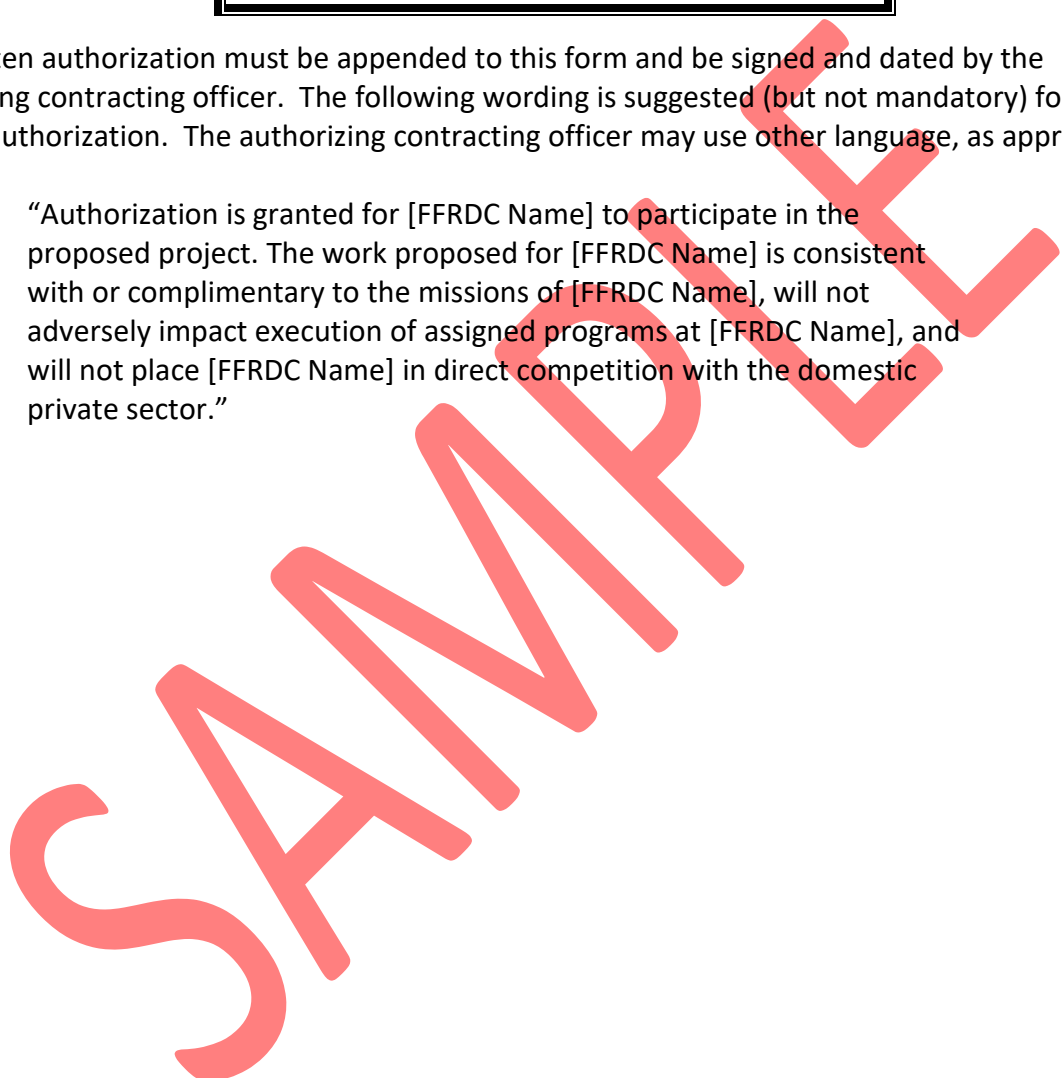 ten authorization must be appended to this form and be signed and dated by the
ng contracting officer.  The following wording is suggested (but not mandatory) fo
uthorization.  The authorizing contracting officer may use other language, as appr
“Authorization is granted for [FFRDC Name] to participate in the
proposed project. The work proposed for [FFRDC Name] is consistent
with or complimentary to the missions of [FFRDC Name], will not
adversely impact execution of assigned programs at [FFRDC Name], and
will not place [FFRDC Name] in direct competition with the domestic
private sector.”
SAMPLE